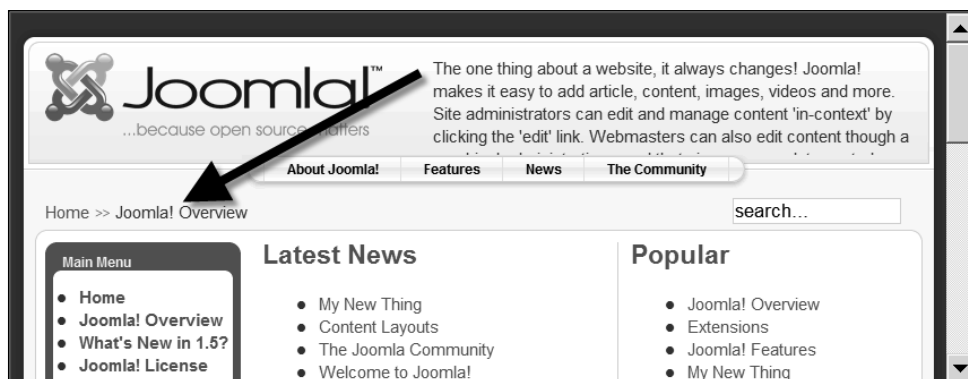 Joomla!™
...because open source matters
The one thing about a website, it always changes! Joomla!
makes it easy to add article, content, images, videos and more.
Site administrators can edit and manage content 'in-context' by
clicking the 'edit' link. Webmasters can also edit content though a
About Joomla! Features News The Community
Home >> Joomla! Overview
search...
Main Menu
Home
Joomla! Overview
What's New in 1.5?
Joomla! License
Latest News
My New Thing
Content Layouts
The Joomla Community
Welcome to Joomla!
Popular
Joomla! Overview
Extensions
Joomla! Features
My New Thing